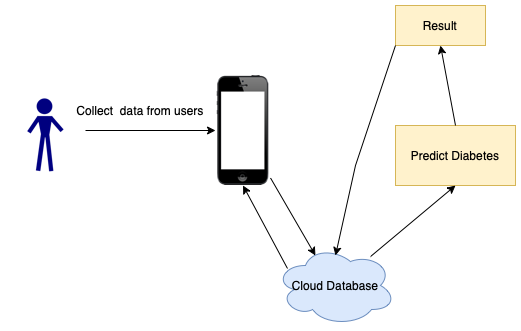 Result
Collect data from users
Predict Diabetes
Cloud Database